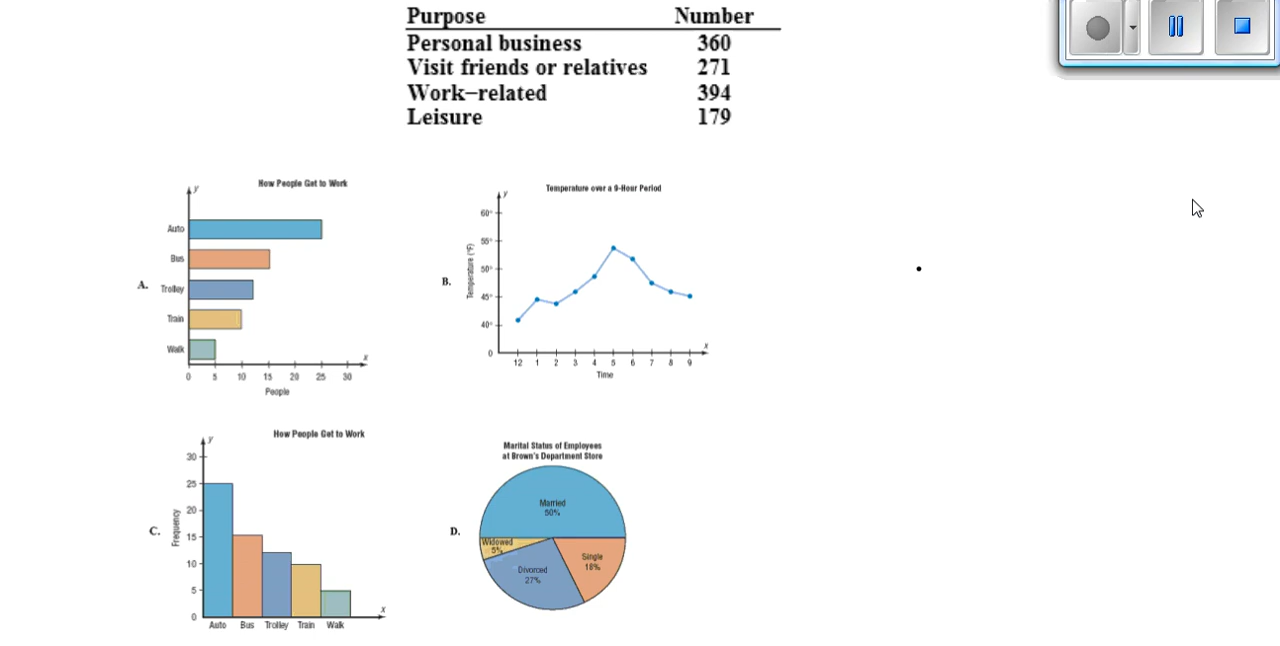 Purpose Number
Personal business 360
Visit friends or relatives 271
Work–related 394
Leisure 179
How People Get to Work
y
Auto
Bus
A. Trolley
Train
Walk
x
0 5 10 15 20 25 30
People
Temperature over a 9-Hour Period
y
60°
55°
50°
B.
Temperature (°F)
45°
40°
0
x
12 1 2 3 4 5 6 7 8 9
Time
How People Get to Work
y
30
25
20
C.
Frequency
15
10
5
0
x
Auto Bus Trolley Train Walk
Marital Status of Employees
at Brown's Department Store
D.
Married
50%
Widowed
5%
Single
18%
Divorced
27%